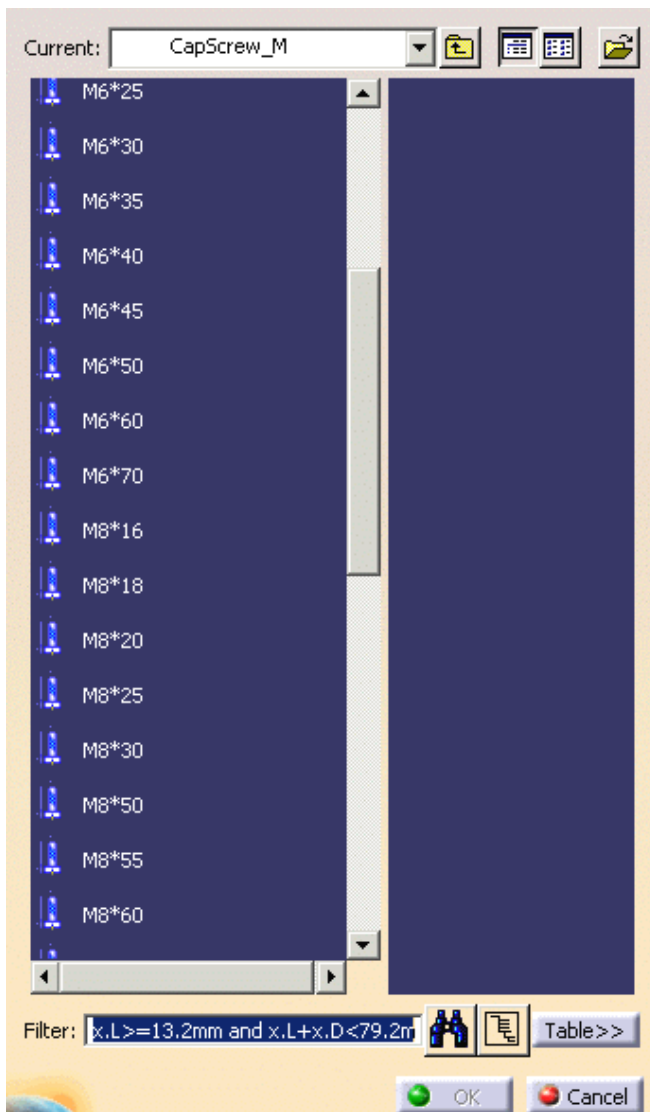 Current: CapScrew_M
M6*25
M6*30
M6*35
M6*40
M6*45
M6*50
M6*60
M6*70
M8*16
M8*18
M8*20
M8*25
M8*30
M8*50
M8*55
M8*60
Filter: x.L>=13.2mm and x.L+x.D<79.2m Table>>
OK Cancel